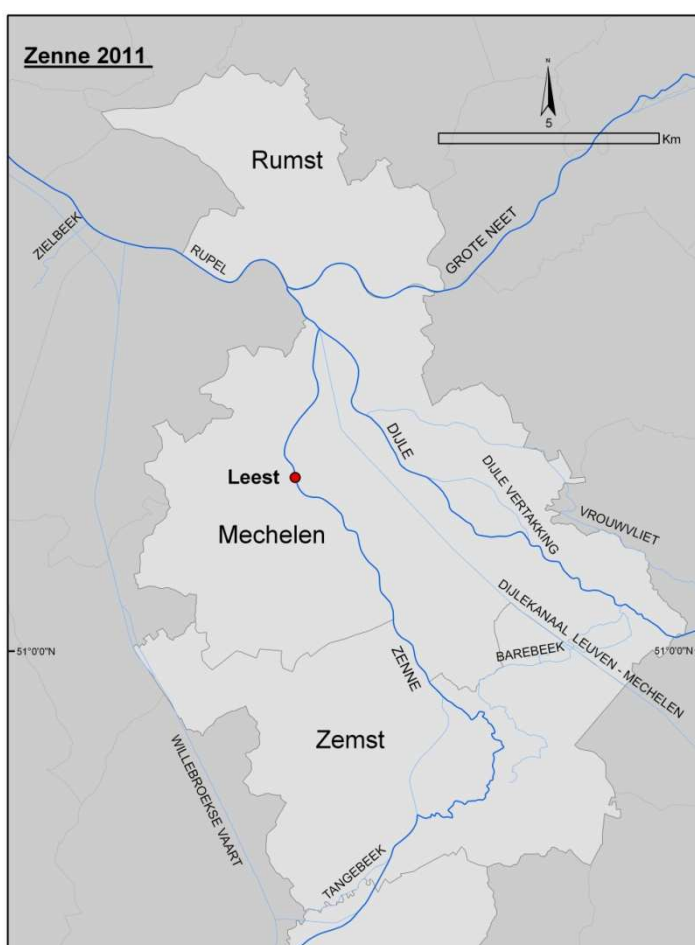 Zenne 2011
N
5
Km
Rumst
ZIELBEEK
RUPEL
GROTE NEET
DIJLE
Leest
DIJLE VERTAKKING
Mechelen
VROUWVLIET
DIJLEKANAAL LEUVEN - MECHELEN
51°0'0"N
ZENNE
BAREBEEK
51°0'0"N
Zemst
WILLEBROEKSE VAART
TANGEBEEK